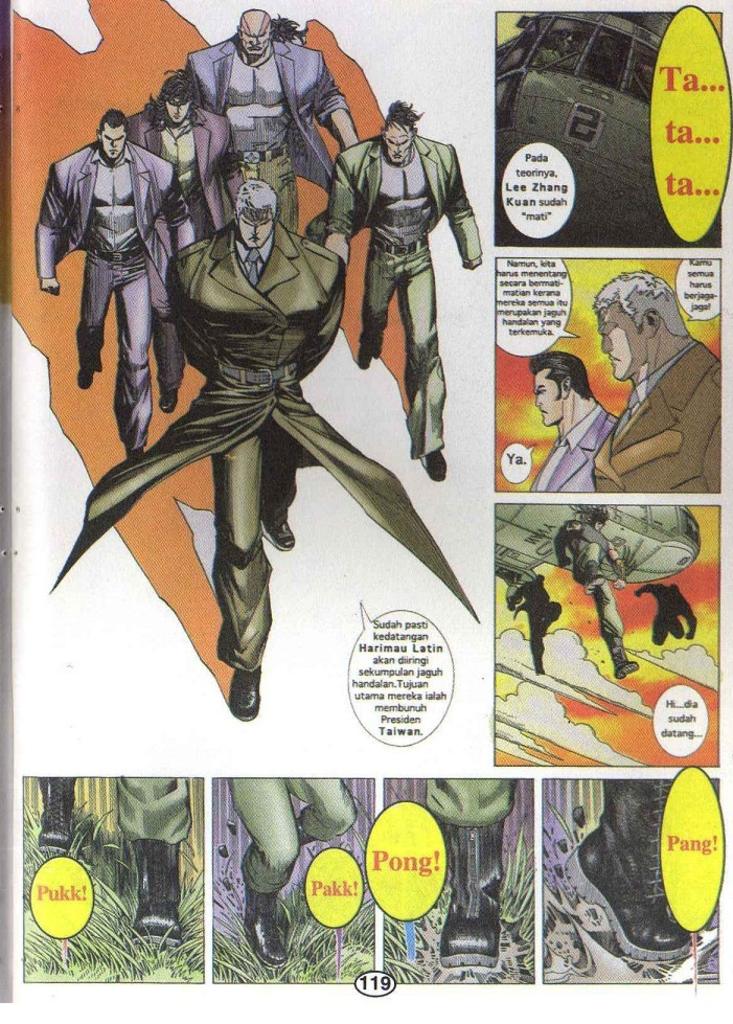 Sudah pasti
kedatangan
Harimau Latin
akan diiringi
sekumpulan jaguh
handalan.Tujuan
utama mereka ialah
membunuh
Presiden
Taiwan.
2
Ta...
ta...
ta...
Pada
teorinya,
Lee Zhang
Kuan sudah
"mati"
Namun, kita
harus menentang
secara bermati-
matian kerana
mereka semua itu
merupakan jaguh
handalan yang
terkemuka.
Kamu
semua
harus
berjaga-
jaga!
Ya.
Hi...dia
sudah
datang...
Pukk!
Pakk!
Pong!
Pang!
119